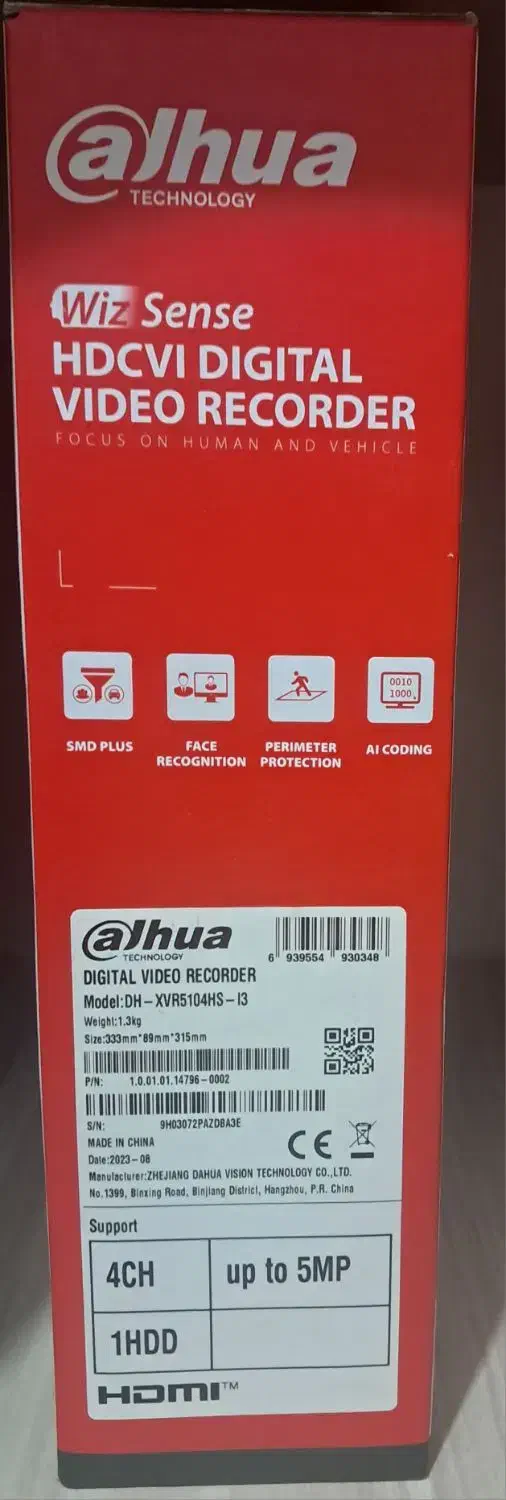 alhua
TECHNOLOGY
Wiz Sense
HDCVI DIGITAL
VIDEO RECORDER
FOCUS ON HUMAN AND VEHICLE
0010
1000
SMD PLUS
FACE
RECOGNITION
PERIMETER
PROTECTION
AI CODING
alhua
TECHNOLOGY
6 939554 930348
DIGITAL VIDEO RECORDER
Model:DH-XVR5104HS-I3
Weight:1.3kg
Size:333mm*89mm*315mm
P/N: 1.0.01.01.14796-0002
S/N: 9H03072PAZDBA3E
MADE IN CHINA
CE
Date:2023-08
Manufacturer:ZHEJIANG DAHUA VISION TECHNOLOGY CO.,LTD.
No.1399, Binxing Road, Binjiang District, Hangzhou, P.R. China
Support
4CH up to 5MP
1HDD
HDMI™